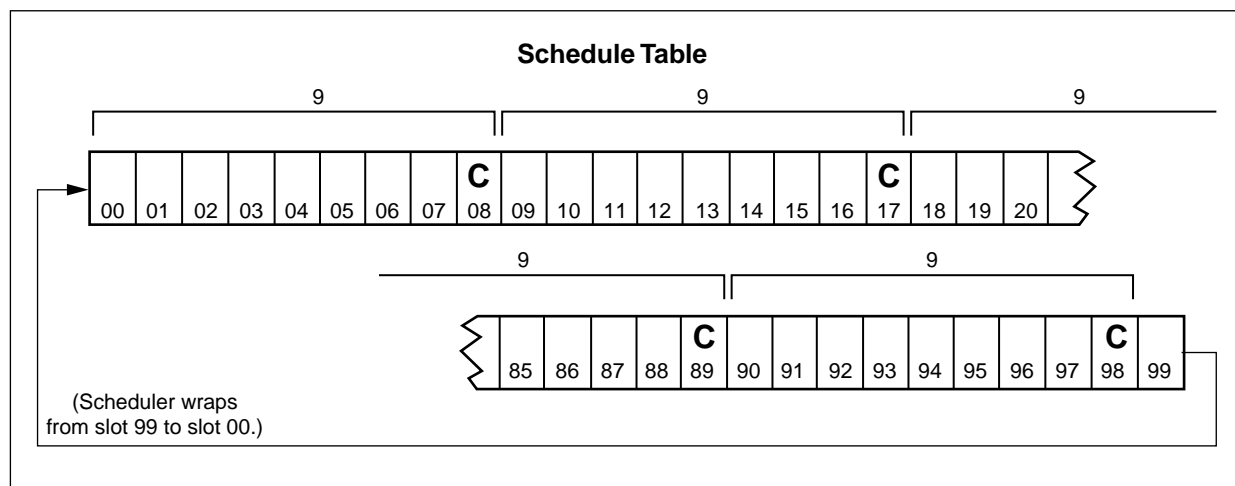 Schedule Table
9 9 9
C C
00 01 02 03 04 05 06 07 08 09 10 11 12 13 14 15 16 17 18 19 20
9 9
C C
85 86 87 88 89 90 91 92 93 94 95 96 97 98 99
(Scheduler wraps
from slot 99 to slot 00.)